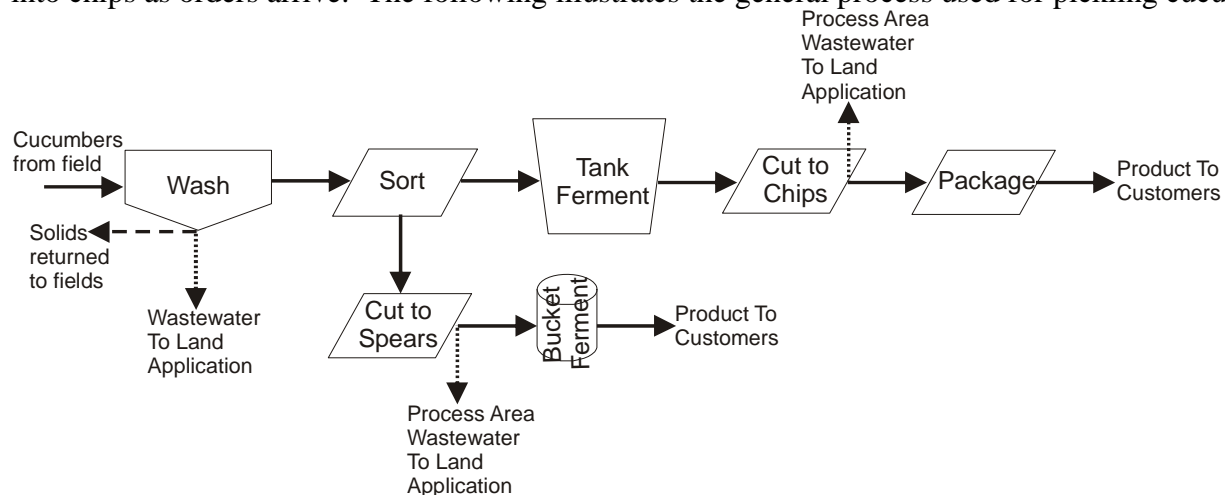 into chips as orders arrive. The following illustrates the general process used for pickling
Process Area
Wastewater
To Land
Application
Cucumbers
from field
Wash
Sort
Tank
Ferment
Cut to
Chips
Package
Product To
Customers
Solids
returned
to fields
Wastewater
To Land
Application
Cut to
Spears
Bucket
Ferment
Product To
Customers
Process Area
Wastewater
To Land
Application